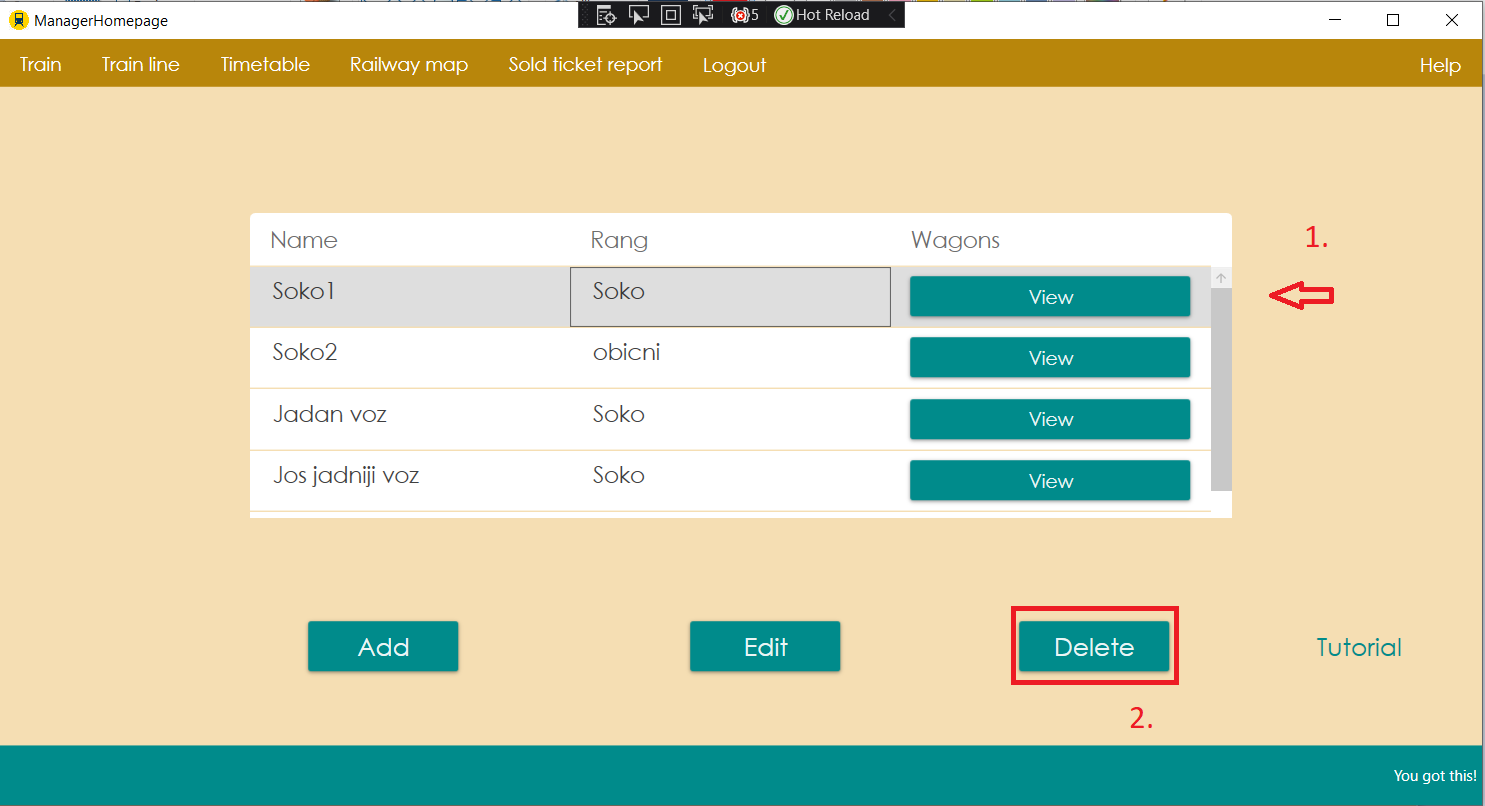 ManagerHomepage
5 Hot Reload
Train Train line Timetable Railway map Sold ticket report Logout Help
Name Rang Wagons
1.
Soko1 Soko View
Soko2 obicni View
Jadan voz Soko View
Jos jadniji voz Soko View
Add Edit Delete Tutorial
2.
You got this!